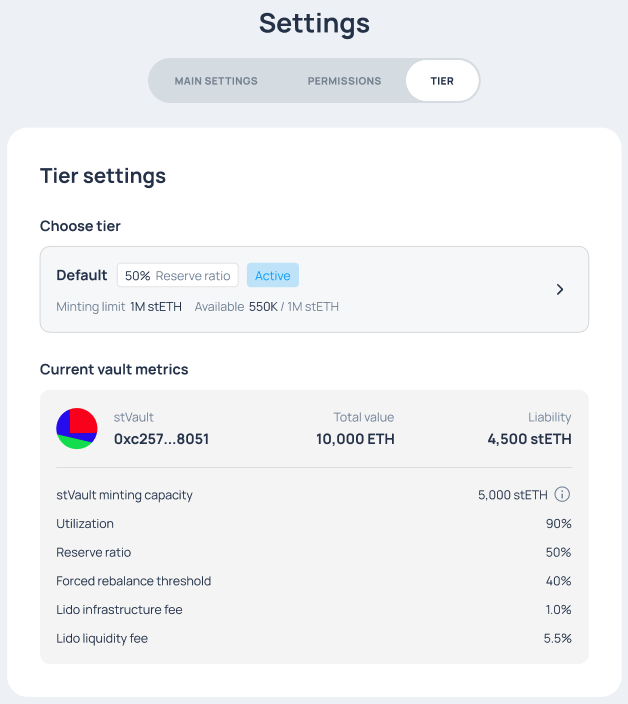 Settings
MAIN SETTINGS PERMISSIONS TIER
Tier settings
Choose tier
Default 50% Reserve ratio Active
Minting limit 1M stETH Available 550K / 1M stETH
Current vault metrics
stVault Total value Liability
0xc257...8051 10,000 ETH 4,500 stETH
stVault minting capacity 5,000 stETH
Utilization 90%
Reserve ratio 50%
Forced rebalance threshold 40%
Lido infrastructure fee 1.0%
Lido liquidity fee 5.5%